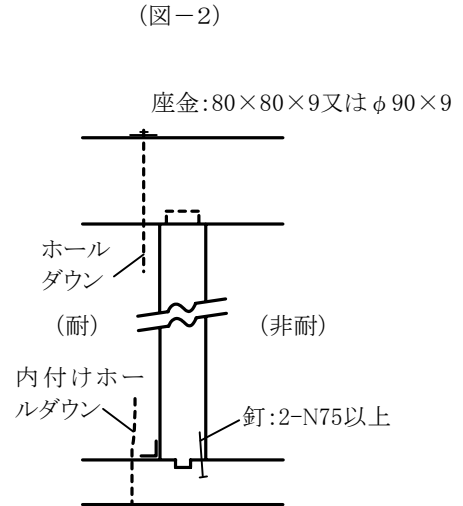 (図－2)
座金:80×80×9又はφ90×9
ホール
ダウン
(耐)
(非耐)
内付けホー
ルダウン
釘:2-N75以上